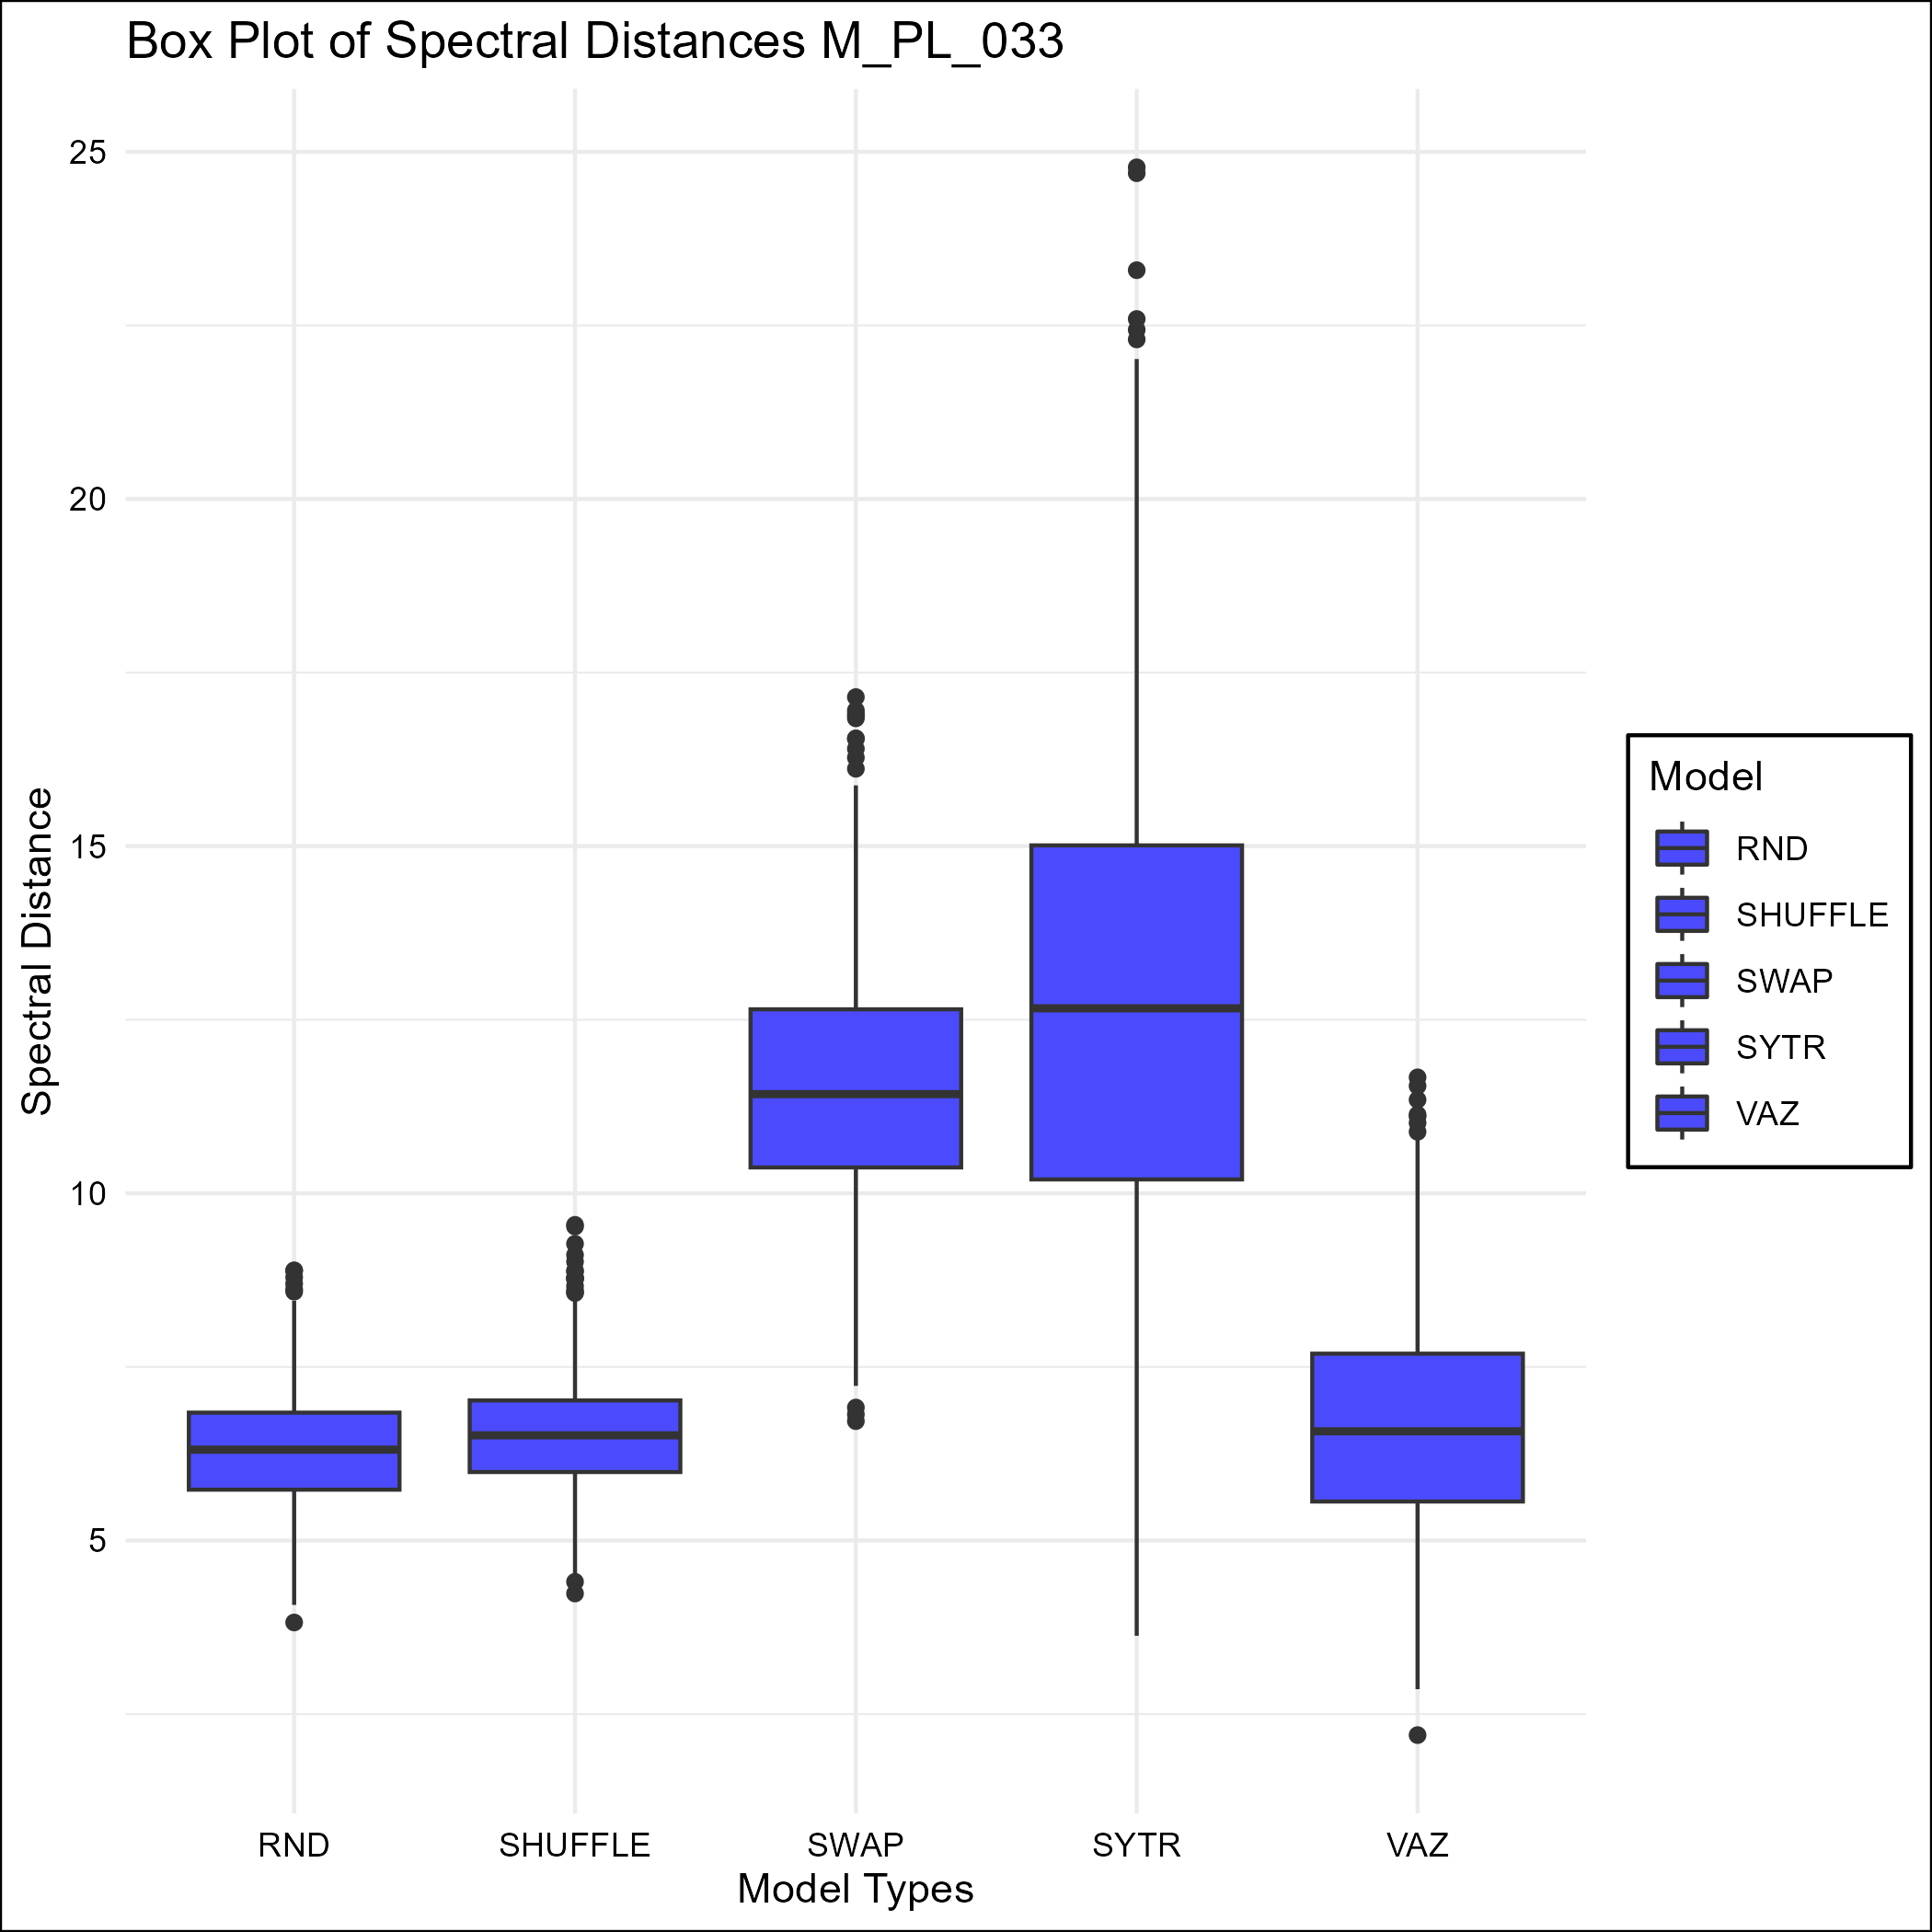 Box Plot of Spectral Distances M_PL_033
25
20
15
10
5
Spectral Distance
RND
SHUFFLE
SWAP
SYTR
VAZ
Model Types
Model
RND
SHUFFLE
SWAP
SYTR
VAZ